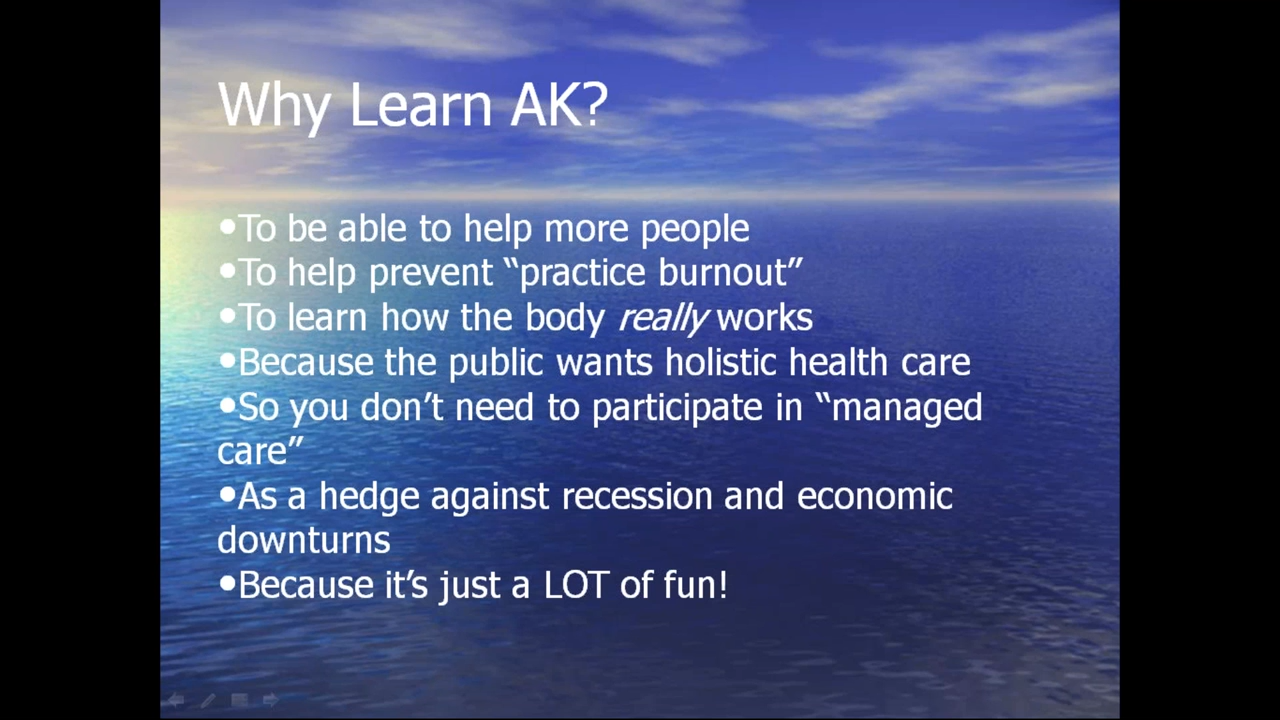 Why Learn AK?
•To be able to help more people
•To help prevent “practice burnout”
•To learn how the body really works
•Because the public wants holistic health care
•So you don’t need to participate in “managed
care”
•As a hedge against recession and economic
downturns
•Because it’s just a LOT of fun!